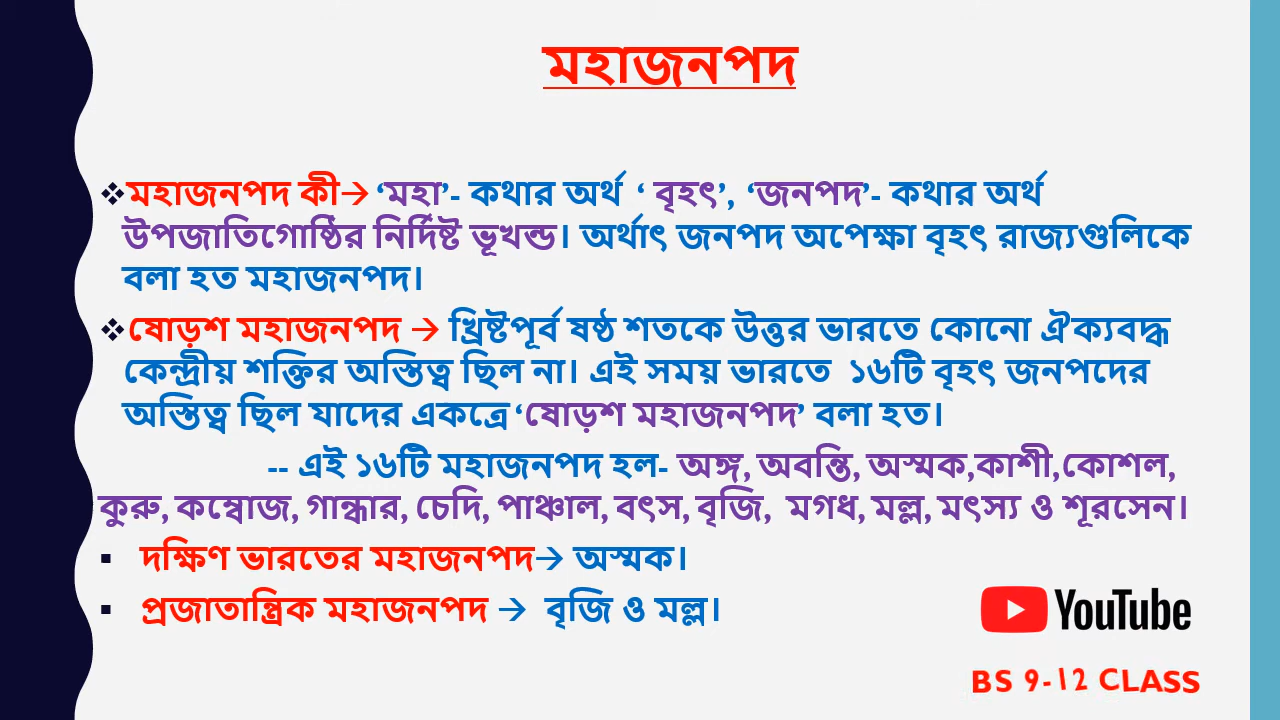 মহাজনপদ
❖মহাজনপদ কী→ ‘মহা’- কথার অর্থ ‘ বৃহৎ’, ‘জনপদ’- কথার অর্থ
উপজাতিগোষ্ঠির নির্দিষ্ট ভূখন্ড। অর্থাৎ জনপদ অপেক্ষা বৃহৎ রাজ্যগুলিকে
বলা হত মহাজনপদ।
❖ষোড়শ মহাজনপদ → খ্রিষ্টপূর্ব ষষ্ঠ শতকে উত্তর ভারতে কোনো ঐক্যবদ্ধ
কেন্দ্রীয় শক্তির অস্তিত্ব ছিল না। এই সময় ভারতে ১৬টি বৃহৎ জনপদের
অস্তিত্ব ছিল যাদের একত্রে ‘ষোড়শ মহাজনপদ’ বলা হত।
-- এই ১৬টি মহাজনপদ হল- অঙ্গ, অবন্তি, অস্মক,কাশী,কোশল,
কুরু, কম্বোজ, গান্ধার, চেদি, পাঞ্চাল, বৎস, বৃজি, মগধ, মল্ল, মৎস্য ও শূরসেন।
▪ দক্ষিণ ভারতের মহাজনপদ→ অস্মক।
▪ প্রজাতান্ত্রিক মহাজনপদ → বৃজি ও মল্ল।
YouTube
BS 9-12 CLASS